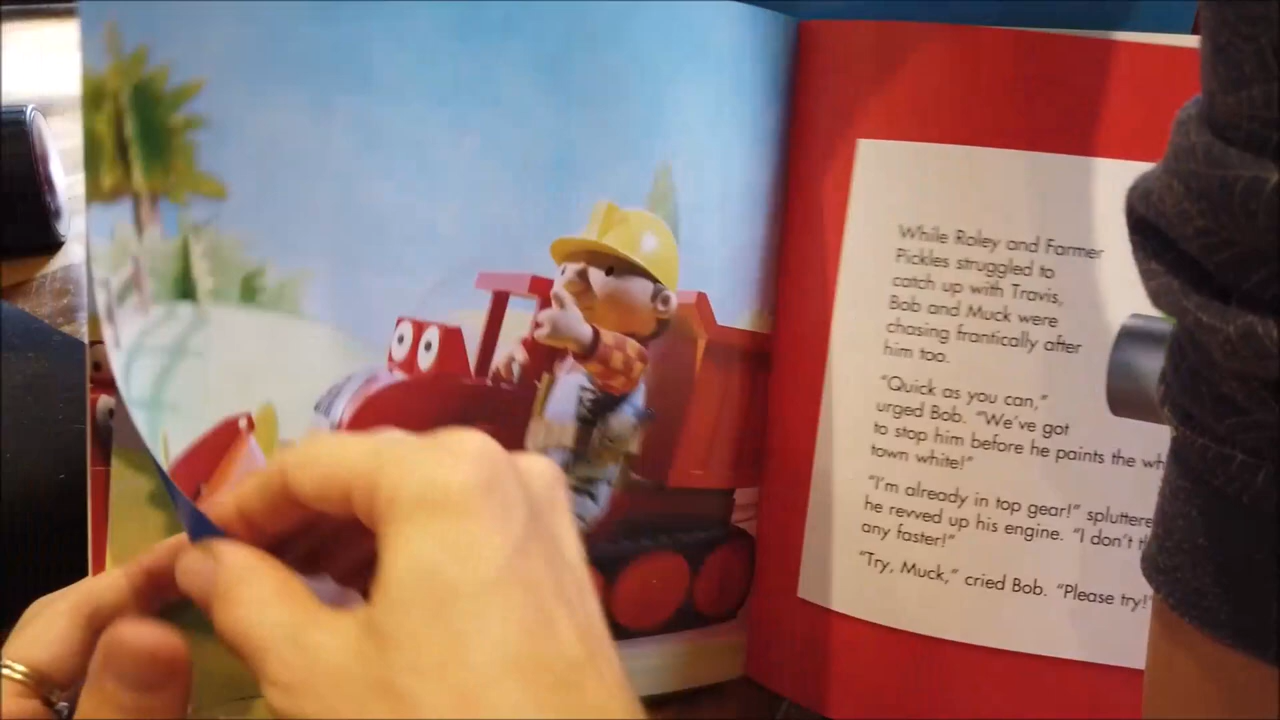 While Roley and Farmer
Pickles struggled to
catch up with Travis,
Bob and Muck were
chasing frantically after
him too.
"Quick as you can,"
urged Bob. "We've got
to stop him before he paints the
town white!"
"I'm already in top gear!"
he revved up his engine. "I don't
any faster!"
"Try, Muck," cried Bob. "Please try!"